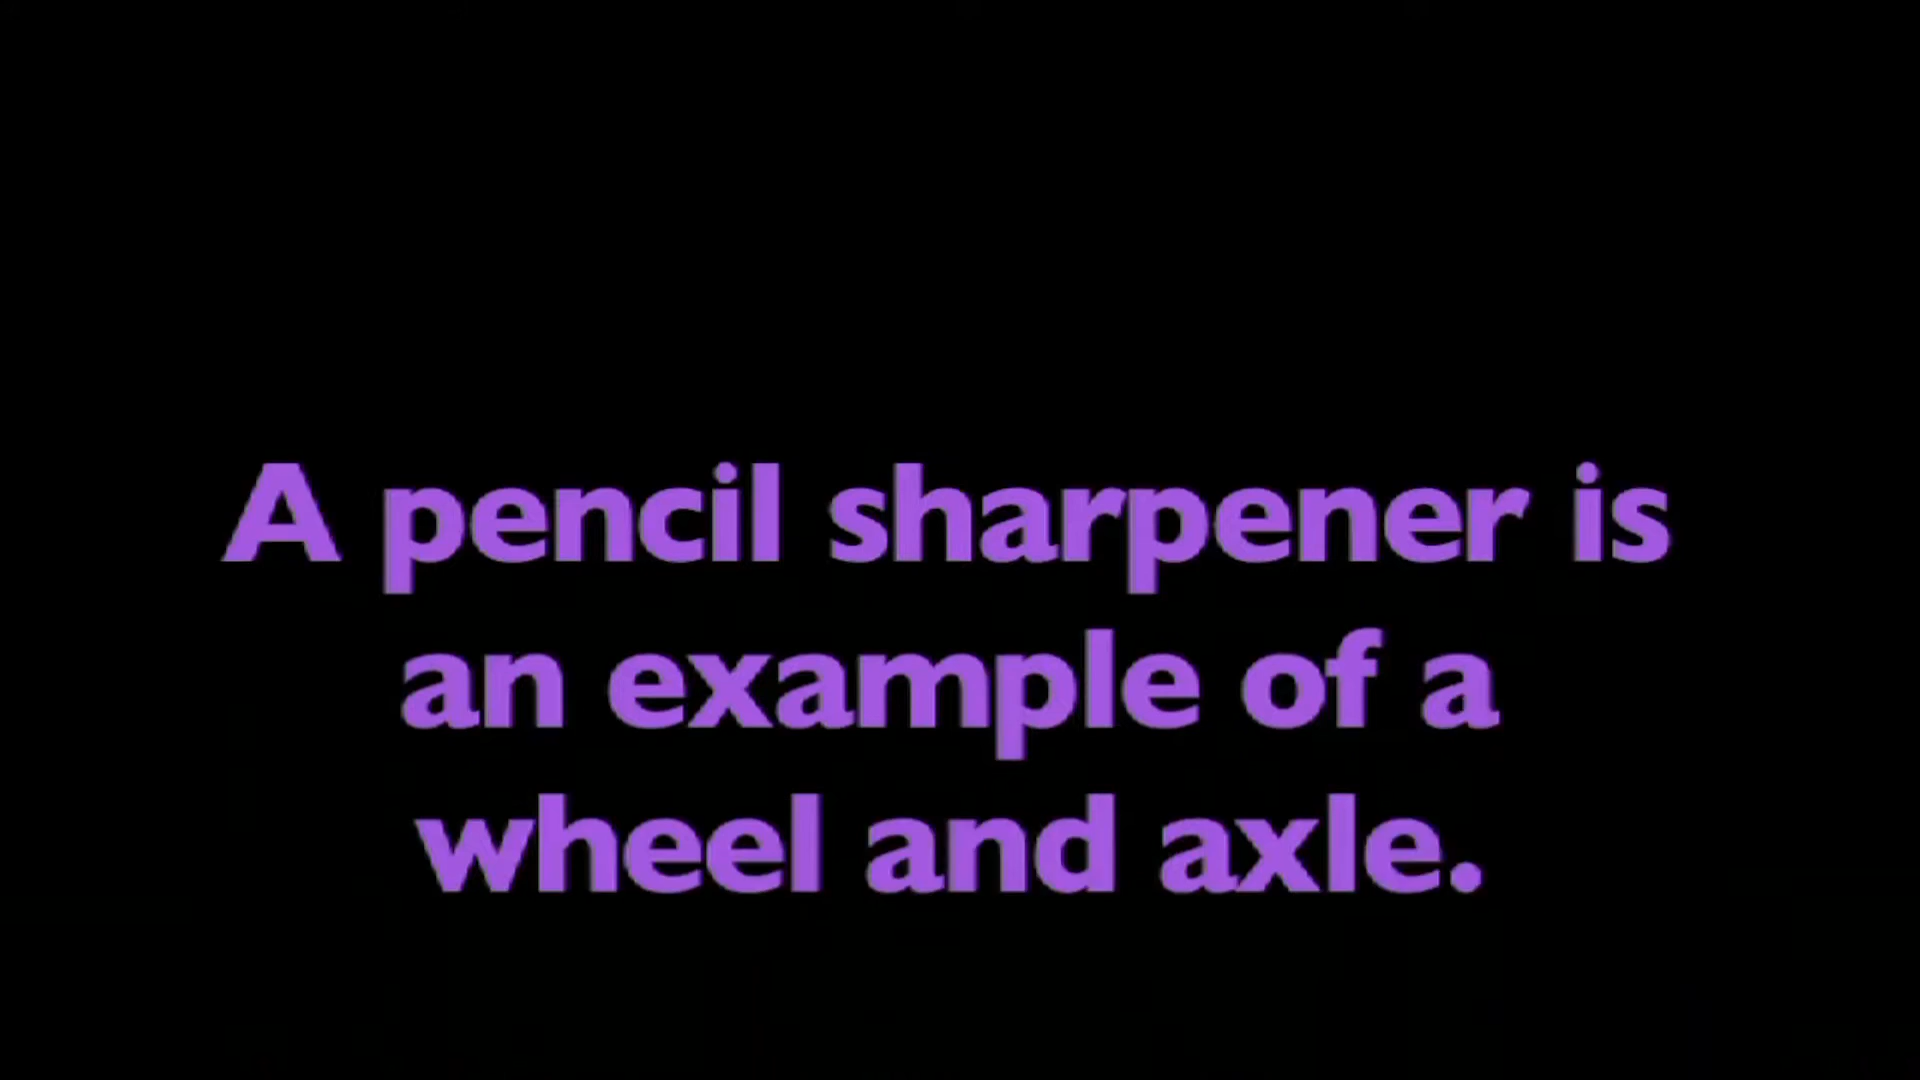 A pencil sharpener is
an example of a
wheel and axle.